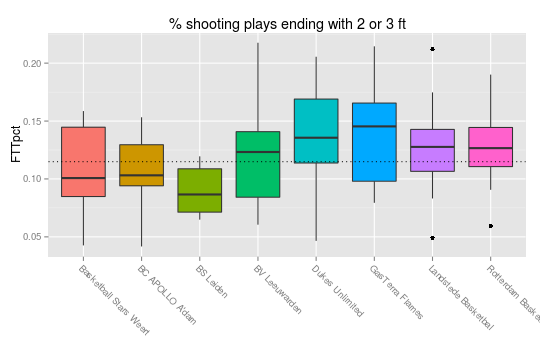 % shooting plays ending with 2 or 3 ft
FTTpct
0.20
0.15
0.10
0.05
Basketball Stars Weert
BC APOLLO A'dam
BS Leiden
BV Leeuwarden
Dukes Unlimited
GasTerra Flames
Landstede Basketbal
Rotterdam Baske